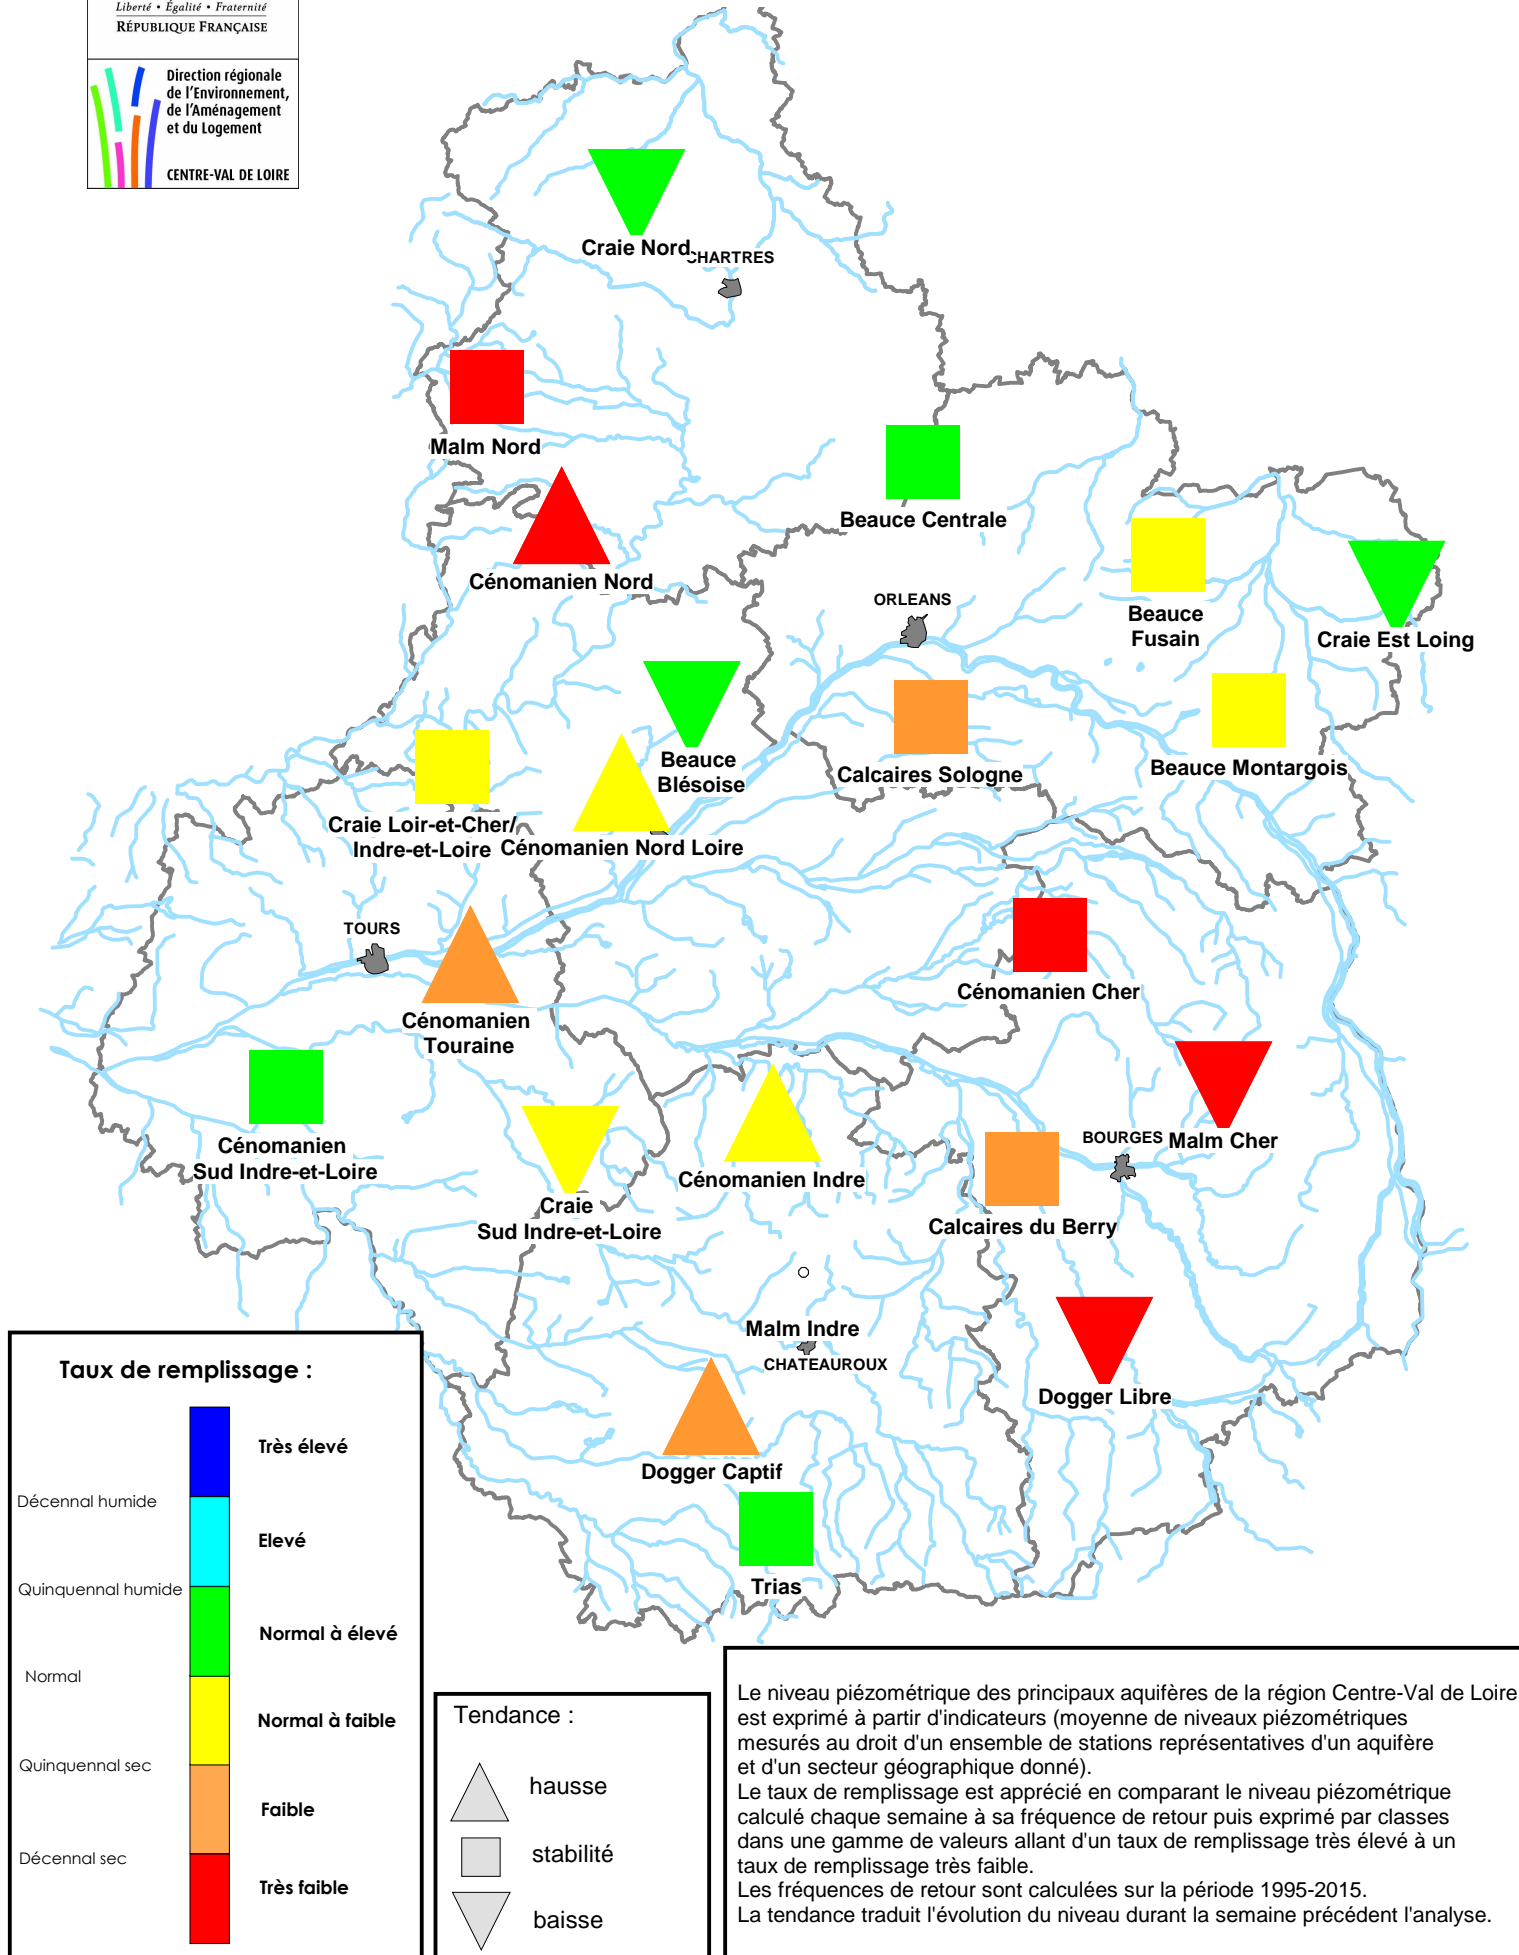 Liberté • Égalité • Fraternité
RÉPUBLIQUE FRANÇAISE
Direction régionale
de l'Environnement,
de l'Aménagement
et du Logement
CENTRE-VAL DE LOIRE
Craie Nord
CHARTRES
Malm Nord
Beauce Centrale
Cénomanien Nord
ORLEANS
Beauce
Fusain
Craie Est Loing
Beauce
Blésoise
Calcaires Sologne
Beauce Montargois
Craie Loir-et-Cher/
Indre-et-Loire
Cénomanien Nord Loire
TOURS
Cénomanien
Touraine
Cénomanien Cher
Cénomanien
Sud Indre-et-Loire
Craie
Sud Indre-et-Loire
Cénomanien Indre
BOURGES
Malm Cher
Calcaires du Berry
Malm Indre
CHATEAUROUX
Dogger Libre
Dogger Captif
Trias
Taux de remplissage :
Très élevé
Décennal humide
Elevé
Quinquennal humide
Normal à élevé
Normal
Normal à faible
Quinquennal sec
Faible
Décennal sec
Très faible
Tendance :
hausse
stabilité
baisse
Le niveau piézométrique des principaux aquifères de la région Centre-Val de Loire
est exprimé à partir d'indicateurs (moyenne de niveaux piézométriques
mesurés au droit d'un ensemble de stations représentatives d'un aquifère
et d'un secteur géographique donné).
Le taux de remplissage est apprécié en comparant le niveau piézométrique
calculé chaque semaine à sa fréquence de retour puis exprimé par classes
dans une gamme de valeurs allant d'un taux de remplissage très élevé à un
taux de remplissage très faible.
Les fréquences de retour sont calculées sur la période 1995-2015.
La tendance traduit l'évolution du niveau durant la semaine précédent l'analyse.